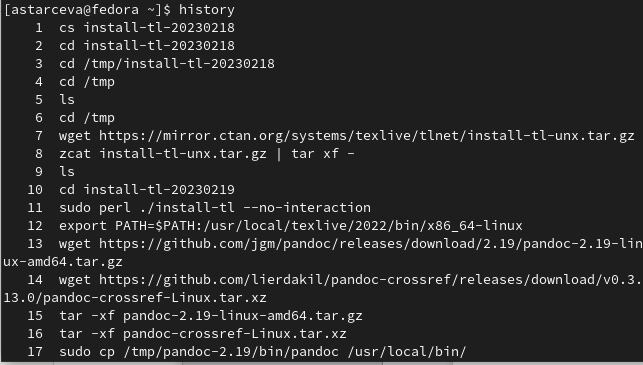 [astarceva@fedora ~]$ history
1 cs install-tl-20230218
2 cd install-tl-20230218
3 cd /tmp/install-tl-20230218
4 cd /tmp
5 ls
6 cd /tmp
7 wget https://mirror.ctan.org/systems/texlive/tlnet/install-tl-unx.tar.gz
8 zcat install-tl-unx.tar.gz | tar xf -
9 ls
10 cd install-tl-20230219
11 sudo perl ./install-tl --no-interaction
12 export PATH=$PATH:/usr/local/texlive/2022/bin/x86_64-linux
13 wget https://github.com/jgm/pandoc/releases/download/2.19/pandoc-2.19-lin
ux-amd64.tar.gz
14 wget https://github.com/lierdakil/pandoc-crossref/releases/download/v0.3.
13.0/pandoc-crossref-Linux.tar.xz
15 tar -xf pandoc-2.19-linux-amd64.tar.gz
16 tar -xf pandoc-crossref-Linux.tar.xz
17 sudo cp /tmp/pandoc-2.19/bin/pandoc /usr/local/bin/